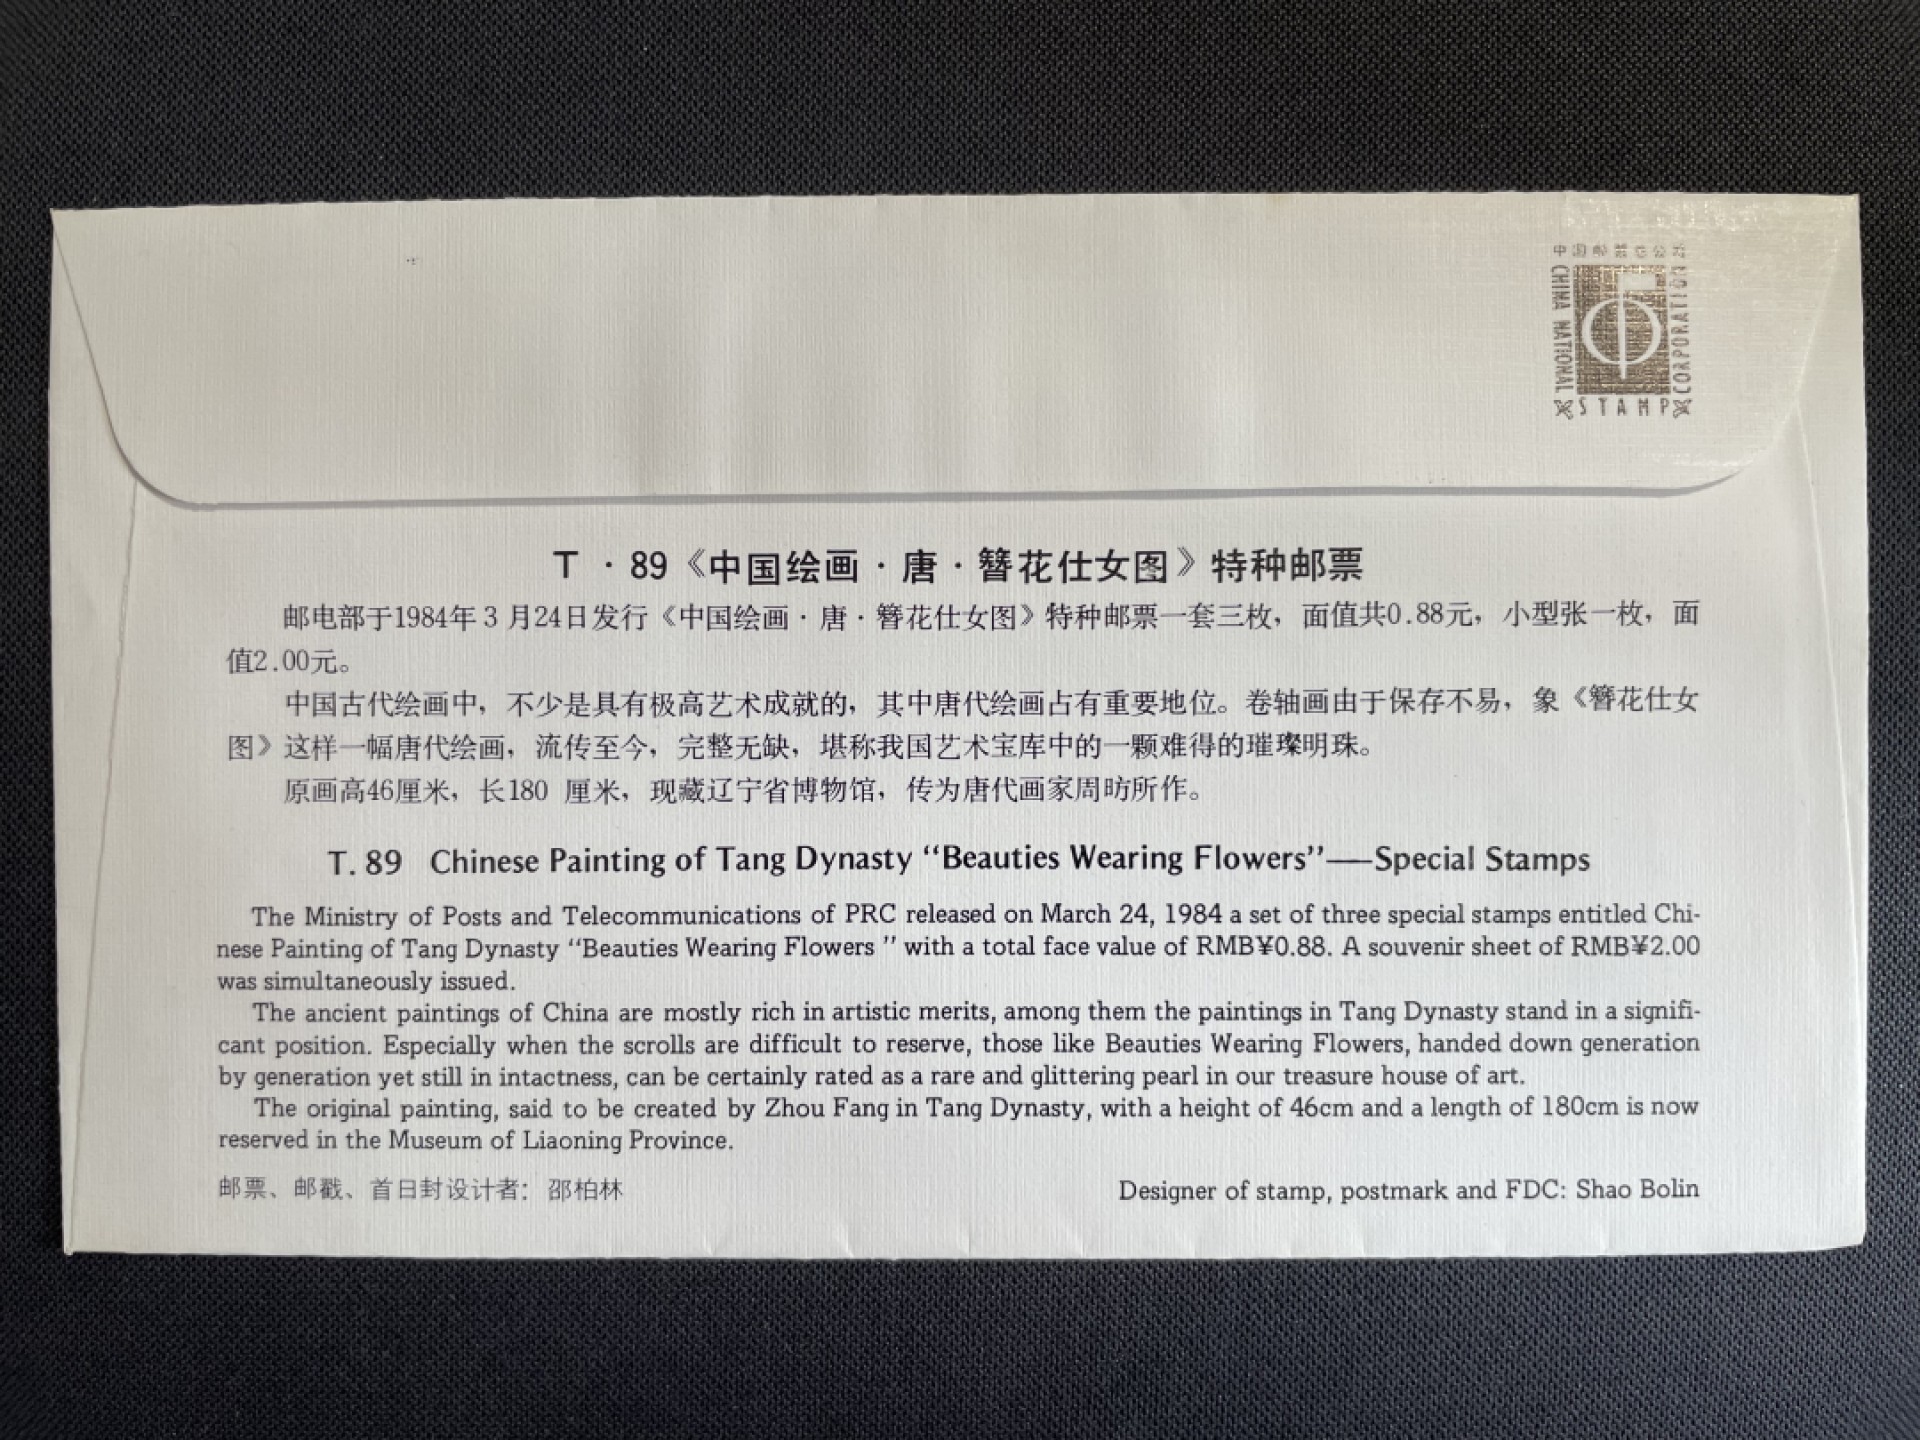 中国邮票总公司
CHINA NATIONAL
STAMP
CORPORATION
T·89《中国绘画·唐·簪花仕女图》特种邮票
邮电部于1984年3月24日发行《中国绘画·唐·簪花仕女图》特种邮票一套三枚，面值共0.88元，小型张一枚，面
值2.00元。
中国古代绘画中，不少是具有极高艺术成就的，其中唐代绘画占有重要地位。卷轴画由于保存不易，象《簪花仕女
图》这样一幅唐代绘画，流传至今，完整无缺，堪称我国艺术宝库中的一颗难得的璀璨明珠。
原画高46厘米，长180 厘米，现藏辽宁省博物馆，传为唐代画家周昉所作。
T. 89 Chinese Painting of Tang Dynasty “Beauties Wearing Flowers”——Special Stamps
The Ministry of Posts and Telecommunications of PRC released on March 24, 1984 a set of three special stamps entitled Chi-
nese Painting of Tang Dynasty “Beauties Wearing Flowers ” with a total face value of RMB¥0.88. A souvenir sheet of RMB¥2.00
was simultaneously issued.
The ancient paintings of China are mostly rich in artistic merits, among them the paintings in Tang Dynasty stand in a signifi-
cant position. Especially when the scrolls are difficult to reserve, those like Beauties Wearing Flowers, handed down generation
by generation yet still in intactness, can be certainly rated as a rare and glittering pearl in our treasure house of art.
The original painting, said to be created by Zhou Fang in Tang Dynasty, with a height of 46cm and a length of 180cm is now
reserved in the Museum of Liaoning Province.
邮票、邮戳、首日封设计者：邵柏林
Designer of stamp, postmark and FDC: Shao Bolin